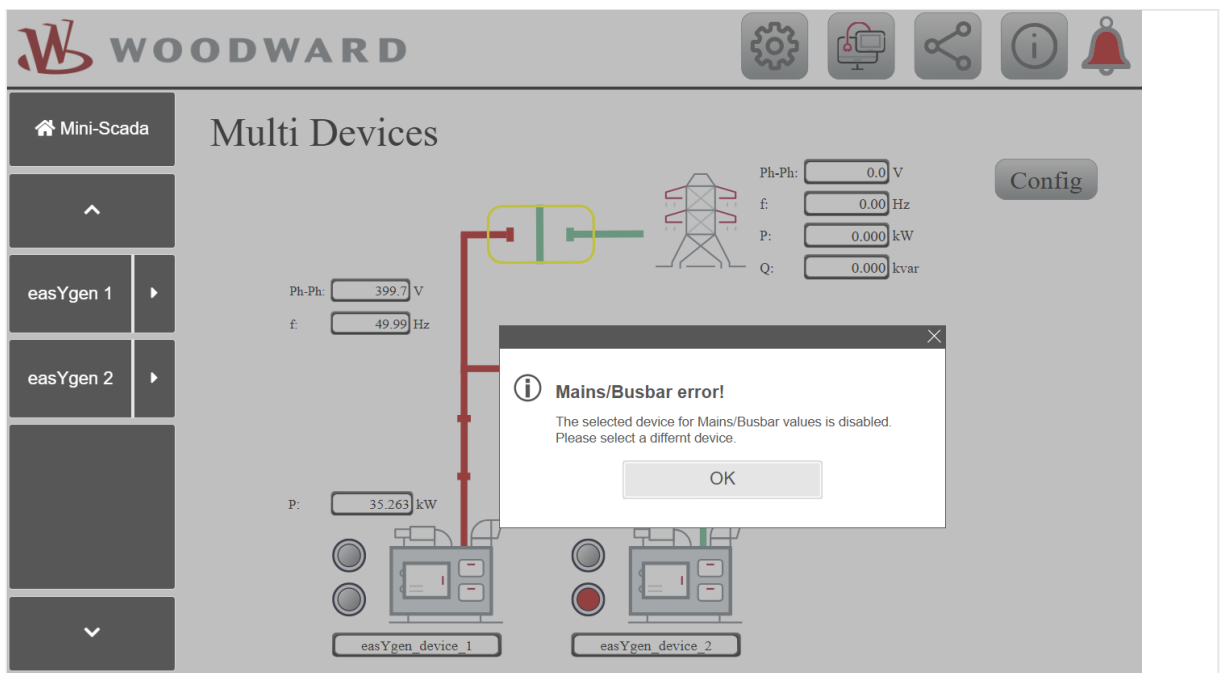 WOODWARD
Mini-Scada
Multi Devices
Config
Ph-Ph: 0.0 V
f: 0.00 Hz
P: 0.000 kW
Q: 0.000 kvar
easYgen 1
Ph-Ph: 399.7 V
f: 49.99 Hz
easYgen 2
Mains/Busbar error!
The selected device for Mains/Busbar values is disabled.
Please select a differnt device.
OK
P: 35.263 kW
easYgen_device_1
easYgen_device_2